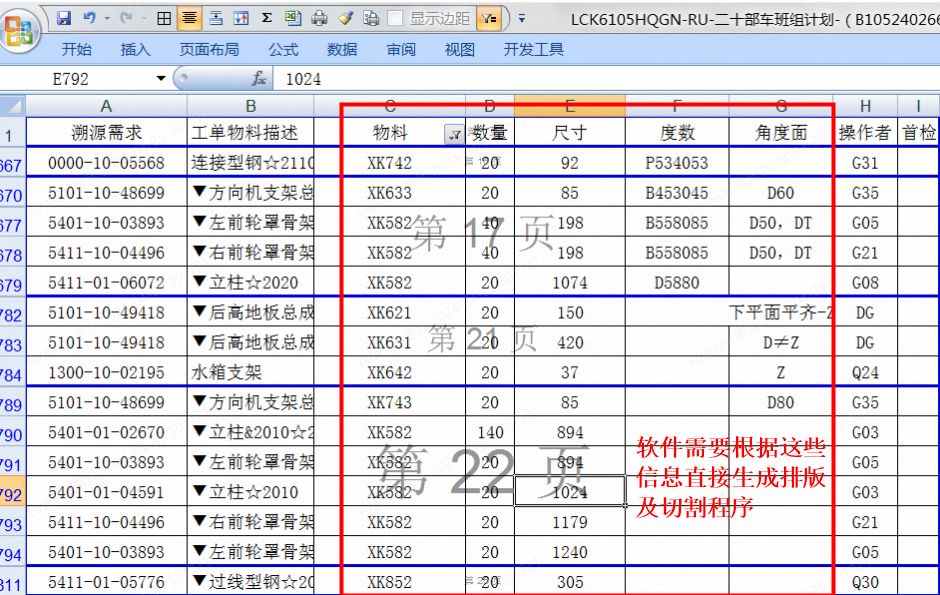 显示边距
LCK6105HQGN-RU-二十部车班组计划-（B10524026
开始 插入 页面布局 公式 数据 审阅 视图 开发工具
E792 fx 1024
A B C D E F G H I
1 溯源需求 工单物料描述 物料 数量 尺寸 度数 角度面 操作者 首检
667 0000-10-05568 连接型钢☆2110 XK742 20 92 P534053 G31
670 5101-10-48699 ▼方向机支架总 XK633 20 85 B453045 D60 G35
677 5401-10-03893 ▼左前轮罩骨架 XK582 40 198 B558085 D50，DT G05
第 17 页
678 5411-10-04496 ▼右前轮罩骨架 XK582 40 198 B558085 D50，DT G21
679 5411-01-06072 ▼立柱☆2020 XK582 20 1074 D5880 G08
782 5101-10-49418 ▼后高地板总成 XK621 20 150 下平面平齐-Z DG
783 5101-10-49418 ▼后高地板总成 XK631 20 420 D≠Z DG
第 21 页
784 1300-10-02195 水箱支架 XK642 20 37 Z Q24
789 5101-10-48699 ▼方向机支架总 XK743 20 85 D80 G35
790 5401-01-02670 ▼立柱&2010☆2 XK582 140 894 G03
791 5401-10-03893 ▼左前轮罩骨架 XK582 20 894 G05
第 22 页
792 5401-01-04591 ▼立柱☆2010 XK582 20 1024 G03
793 5411-10-04496 ▼右前轮罩骨架 XK582 20 1179 G21
794 5401-10-03893 ▼左前轮罩骨架 XK582 20 1240 G05
811 5411-01-05776 ▼过线型钢☆20 XK852 20 305 Q30
软件需要根据这些
信息直接生成排版
及切割程序